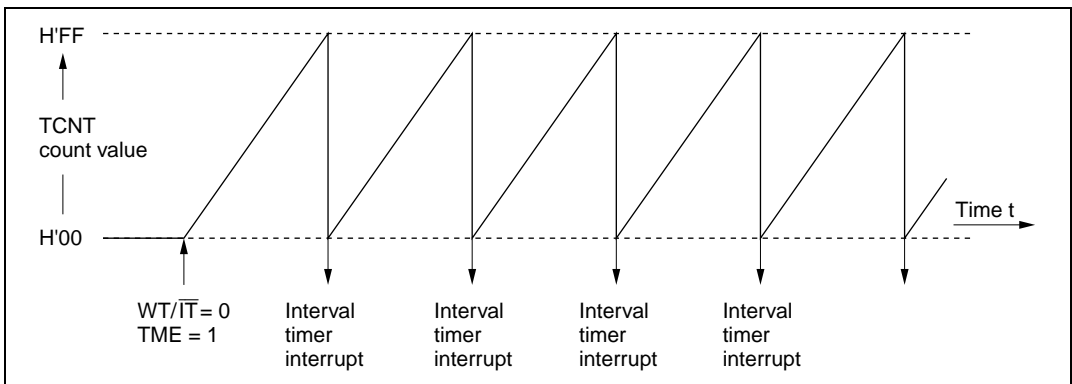 H'FF
TCNT
count value
H'00
Time t
WT/I̅T̅ = 0
TME = 1
Interval
timer
interrupt
Interval
timer
interrupt
Interval
timer
interrupt
Interval
timer
interrupt